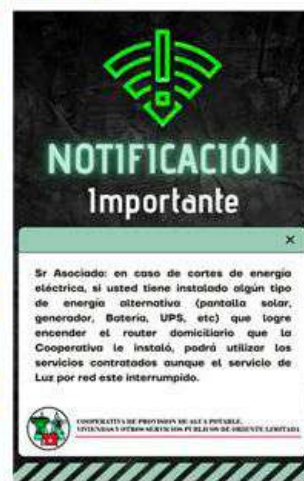 NOTIFICACIÓN
Importante
×
Sr Asociado: en caso de cortes de energía
eléctrica, si usted tiene instalado algún tipo
de energía alternativa (pantalla solar,
generador, Batería, UPS, etc) que logre
encender el router domiciliario que la
Cooperativa le instaló, podrá utilizar los
servicios contratados aunque el servicio de
Luz por red este interrumpido.
COOPERATIVA DE PROVISION DE AGUA POTABLE,
VIVIENDAS Y OTROS SERVICIOS PUBLICOS DE ORIENTE LIMITADA